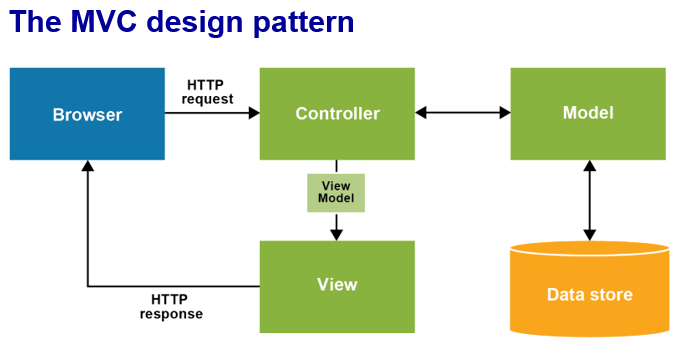 The MVC design pattern
HTTP
request
Browser
Controller
Model
View
Model
View
Data store
HTTP
response